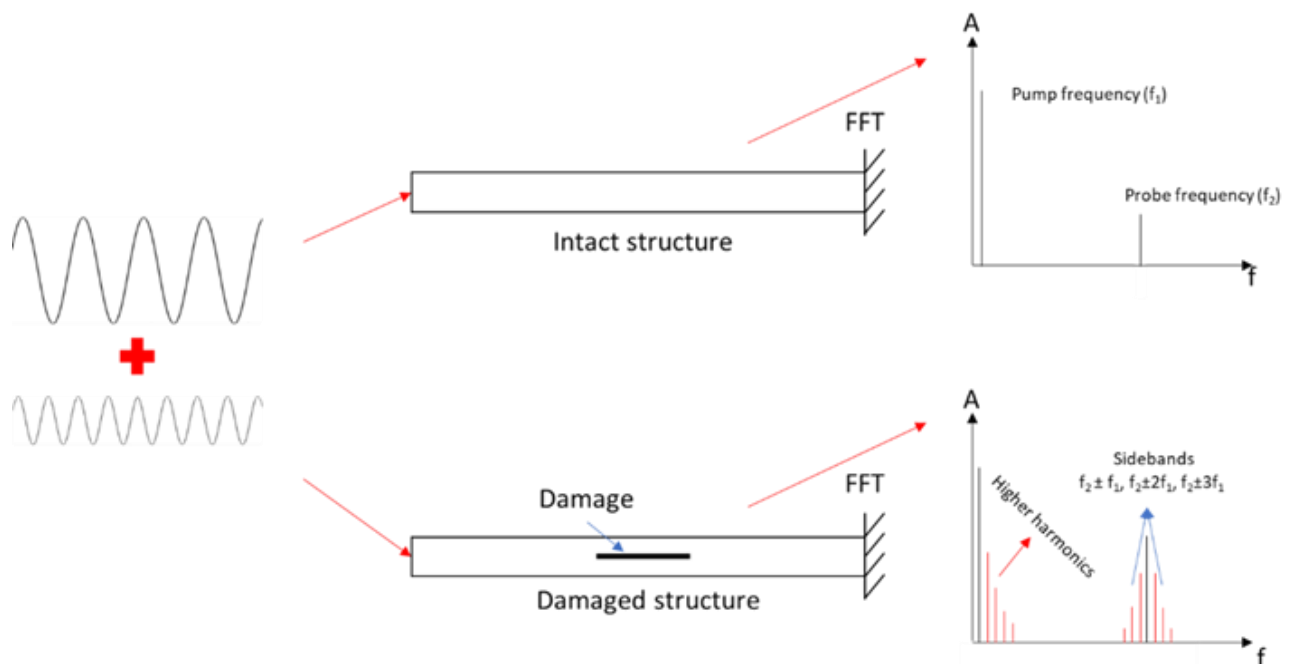 A
Pump frequency (f₁)
FFT
Probe frequency (f₂)
Intact structure
f
A
Sidebands
f₂ ± f₁, f₂±2f₁, f₂±3f₁
Higher harmonics
FFT
Damage
Damaged structure
f